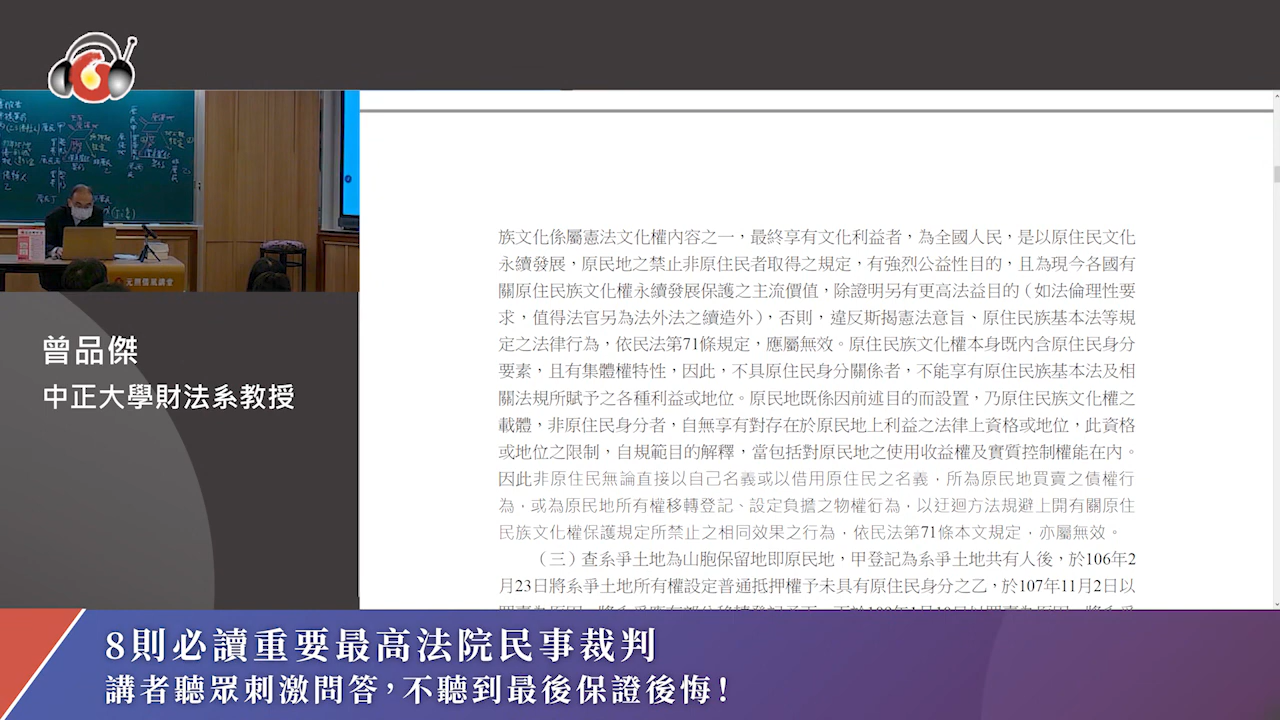 族文化係屬憲法文化權內容之一，最終享有文化利益者，為全國人民，是以原住民文化
永續發展，原民地之禁止非原住民者取得之規定，有強烈公益性目的，且為現今各國有
關原住民族文化權永續發展保護之主流價值，除證明另有更高法益目的（如法倫理性要
求，值得法官另為法外法之續造外），否則，違反斯揭憲法意旨、原住民族基本法等規
定之法律行為，依民法第71條規定，應屬無效。原住民族文化權本身既內含原住民身分
要素，且有集體權特性，因此，不具原住民身分關係者，不能享有原住民族基本法及相
關法規所賦予之各種利益或地位。原民地既係因前述目的而設置，乃原住民族文化權之
載體，非原住民身分者，自無享有對存在於原民地上利益之法律上資格或地位，此資格
或地位之限制，自規範目的解釋，當包括對原民地之使用收益權及實質控制權能在內。
因此非原住民無論直接以自己名義或以借用原住民之名義，所為原民地買賣之債權行
為，或為原民地所有權移轉登記、設定負擔之物權行為，以迂迴方法規避上開有關原住
民族文化權保護規定所禁止之相同效果之行為，依民法第71條本文規定，亦屬無效。
（三）查系爭土地為山胞保留地即原民地，甲登記為系爭土地共有人後，於106年2
月23日將系爭土地所有權設定普通抵押權予未具有原住民身分之乙，於107年11月2日以
元照
曾品傑
中正大學財法系教授
8則必讀重要最高法院民事裁判
講者聽眾刺激問答，不聽到最後保證後悔！